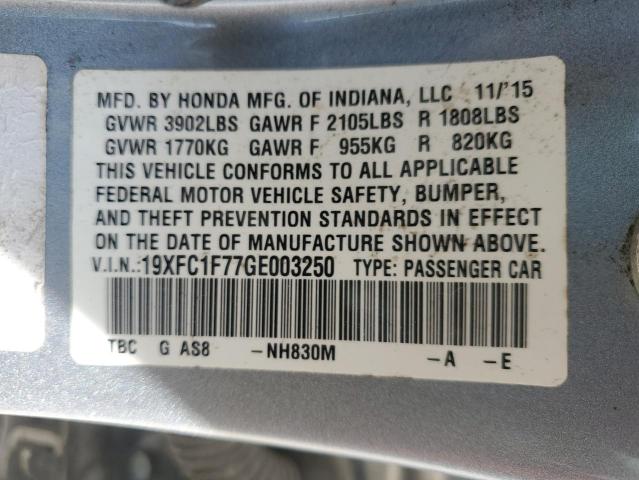 MFD. BY HONDA MFG. OF INDIANA, LLC 11/'15
GVWR 3902LBS GAWR F 2105LBS R 1808LBS
GVWR 1770KG GAWR F 955KG R 820KG
THIS VEHICLE CONFORMS TO ALL APPLICABLE
FEDERAL MOTOR VEHICLE SAFETY, BUMPER,
AND THEFT PREVENTION STANDARDS IN EFFECT
ON THE DATE OF MANUFACTURE SHOWN ABOVE.
V.I.N.:19XFC1F77GE003250 TYPE: PASSENGER CAR
TBC G AS8 -NH830M -A -E